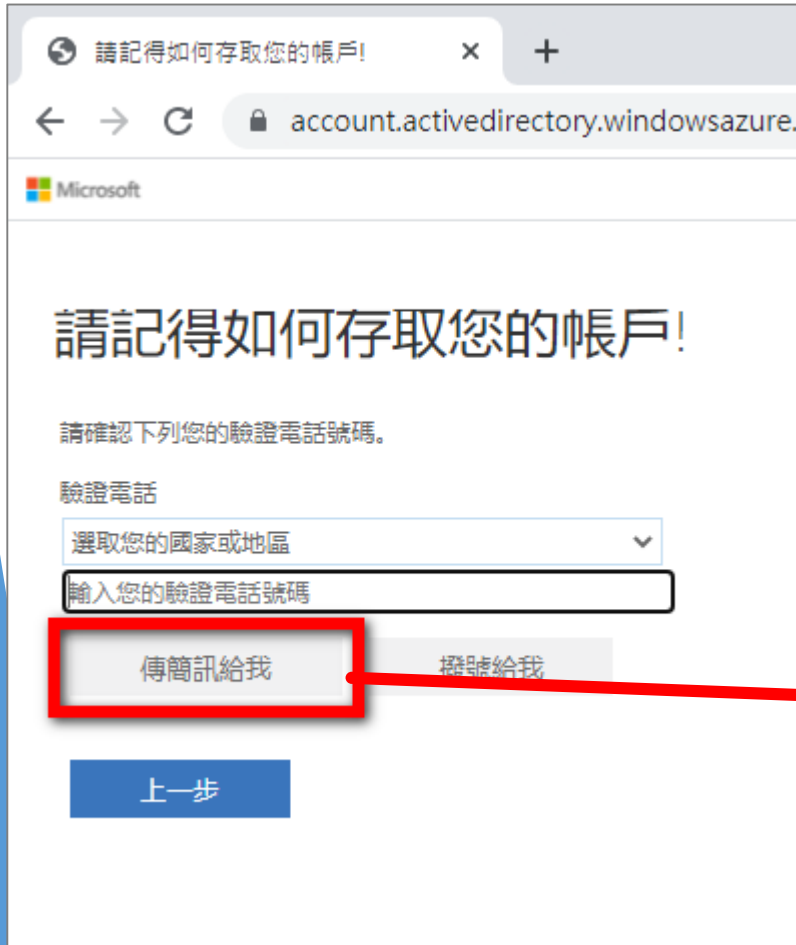 請記得如何存取您的帳戶!
account.activedirectory.windowsazure.
Microsoft
請記得如何存取您的帳戶!
請確認下列您的驗證電話號碼。
驗證電話
選取您的國家或地區
輸入您的驗證電話號碼
傳簡訊給我 撥號給我
上一步